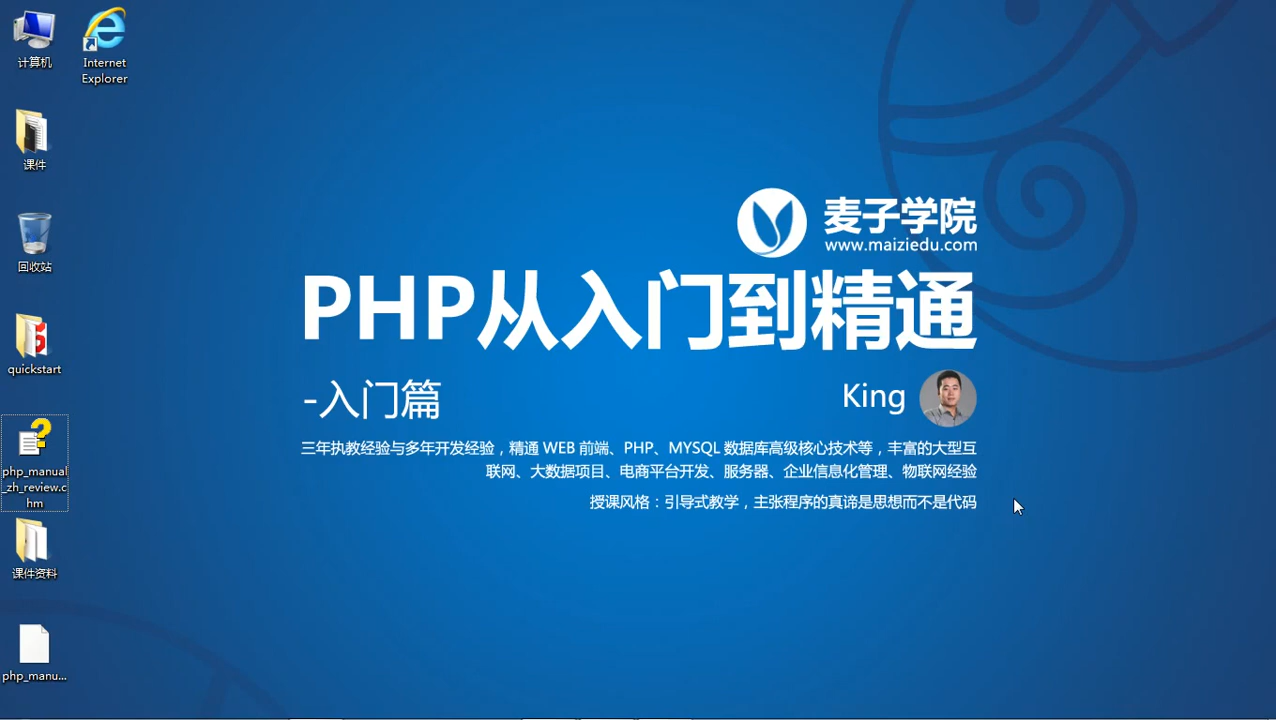 计算机
Internet
Explorer
课件
回收站
quickstart
php_manual
_zh_review.c
hm
课件资料
php_manu...
麦子学院
www.maiziedu.com
PHP从入门到精通
-入门篇
King
三年执教经验与多年开发经验，精通 WEB 前端、PHP、MYSQL 数据库高级核心技术等，丰富的大型互
联网、大数据项目、电商平台开发、服务器、企业信息化管理、物联网经验
授课风格：引导式教学，主张程序的真谛是思想而不是代码